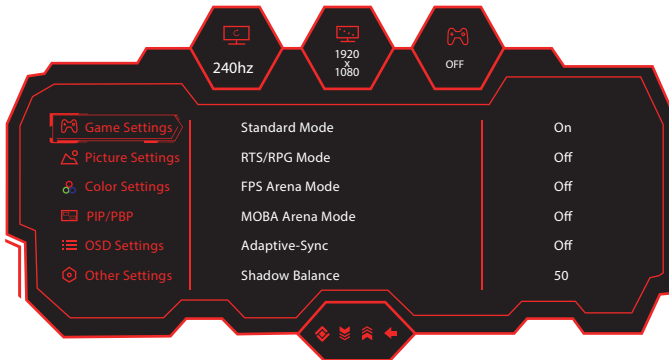 C
240hz
1920
x
1080
OFF
Game Settings
Standard Mode
On
Picture Settings
RTS/RPG Mode
Off
Color Settings
FPS Arena Mode
Off
PIP/PBP
MOBA Arena Mode
Off
OSD Settings
Adaptive-Sync
Off
Other Settings
Shadow Balance
50